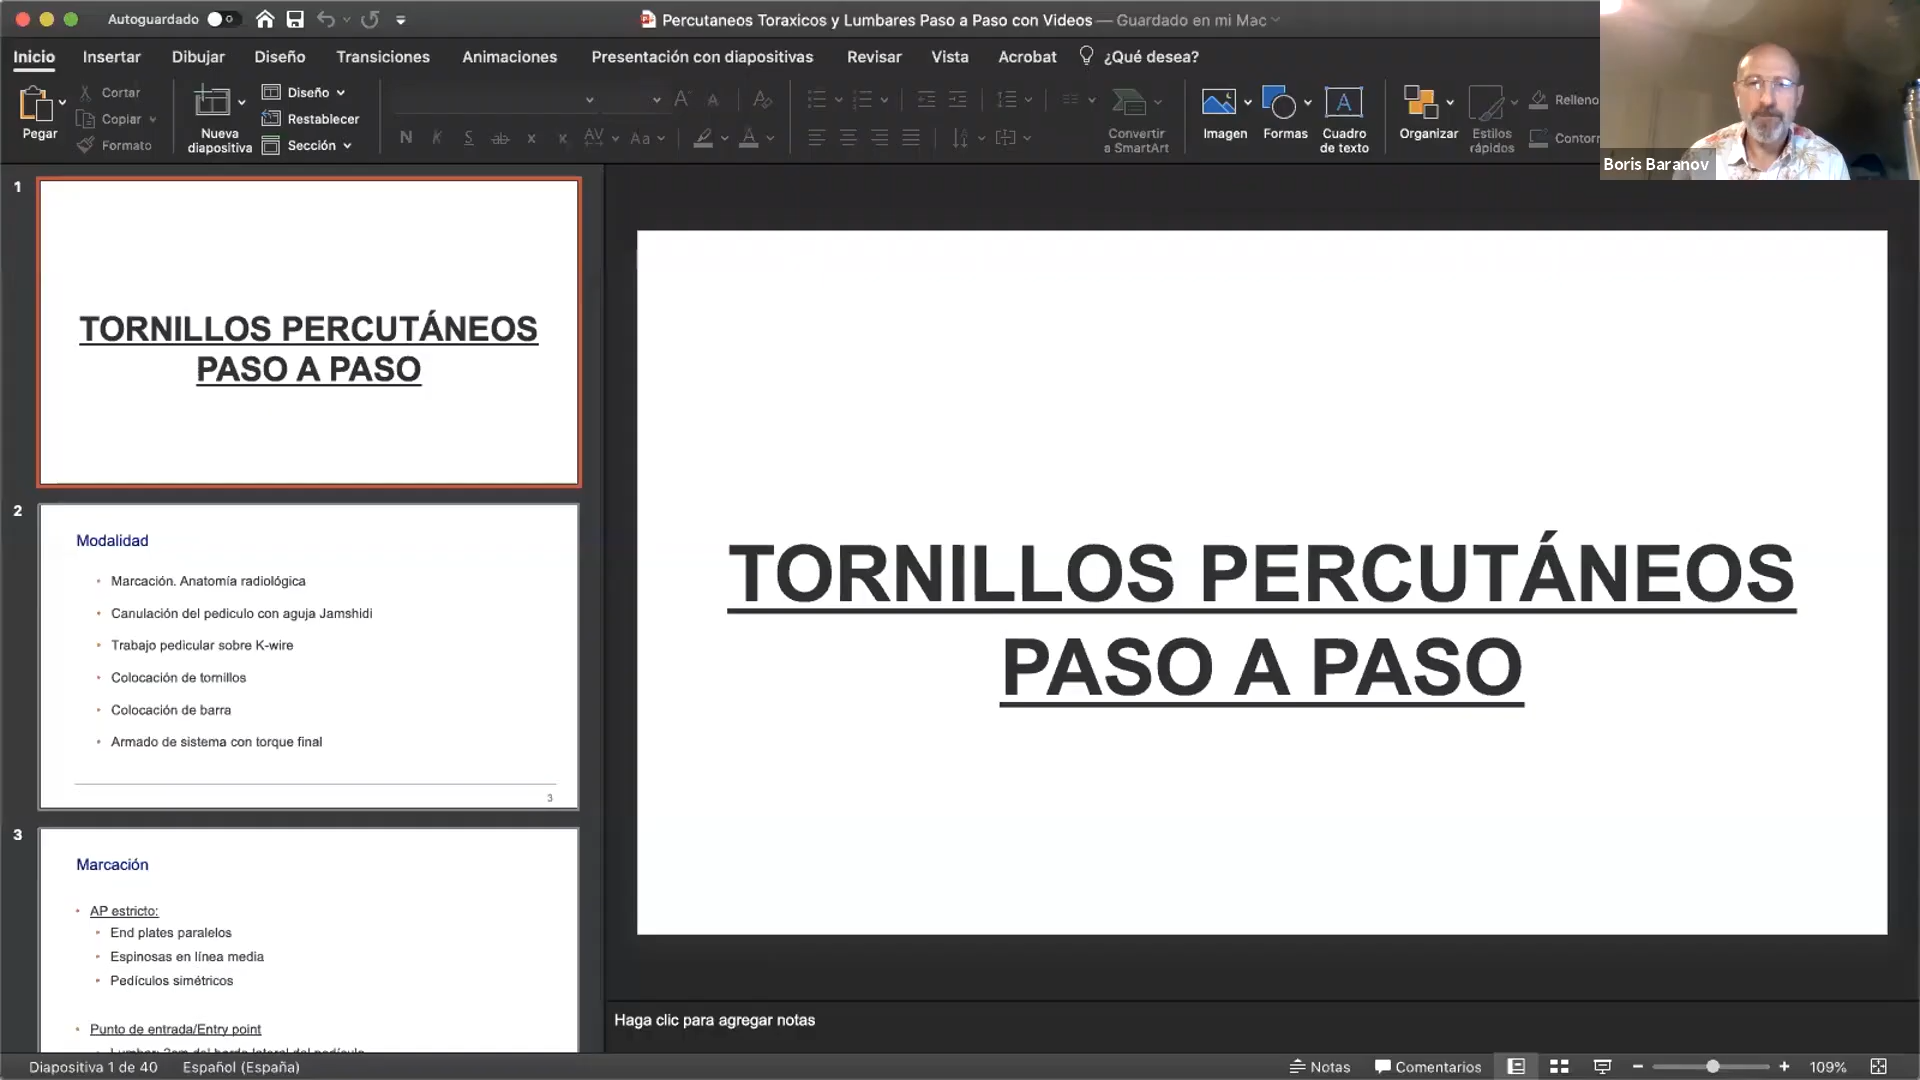 Autoguardado
Percutaneos Toraxicos y Lumbares Paso a Paso con Videos — Guardado en mi Mac
Inicio Insertar Dibujar Diseño Transiciones Animaciones Presentación con diapositivas Revisar Vista Acrobat ¿Qué desea?
Pegar
Cortar
Copiar
Formato
Nueva diapositiva
Diseño
Restablecer
Sección
N K S ab x x AV Aa A
Convertir a SmartArt
Imagen
Formas
Cuadro de texto
Organizar
Estilos rápidos
Relleno
Boris Baranov
1
TORNILLOS PERCUTÁNEOS
PASO A PASO
2
Modalidad
Marcación. Anatomía radiológica
Canulación del pediculo con aguja Jamshidi
Trabajo pedicular sobre K-wire
Colocación de tornillos
Colocación de barra
Armado de sistema con torque final
3
3
Marcación
AP estricto:
End plates paralelos
Espinosas en línea media
Pedículos simétricos
Punto de entrada/Entry point
TORNILLOS PERCUTÁNEOS
PASO A PASO
Haga clic para agregar notas
Diapositiva 1 de 40 Español (España)
Notas Comentarios 109%